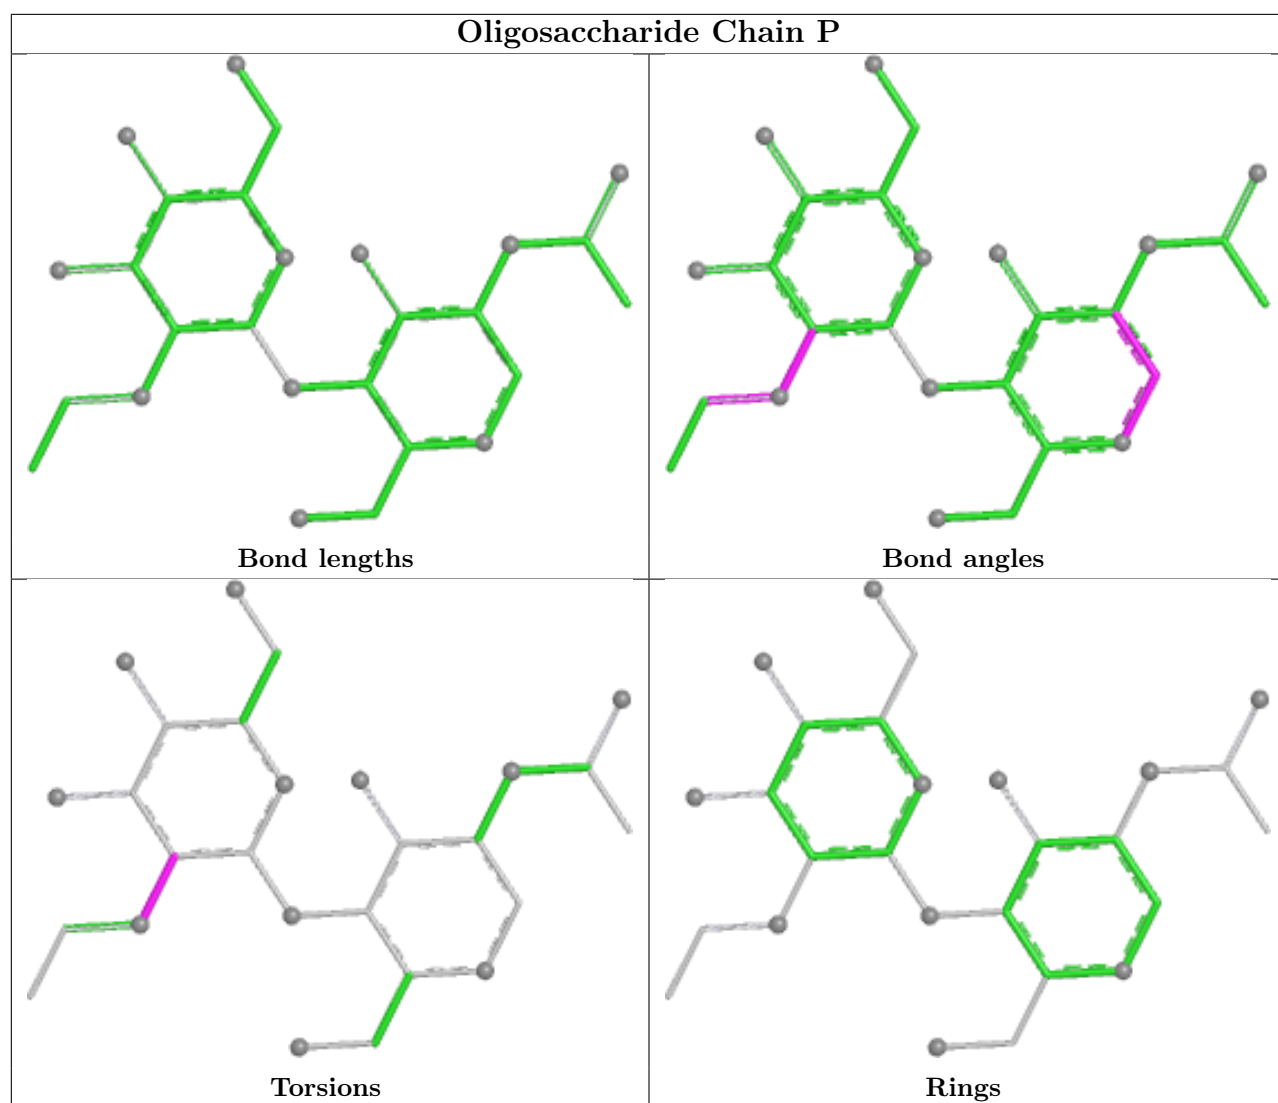 Oligosaccharide Chain P
Bond lengths
Bond angles
Torsions
Rings